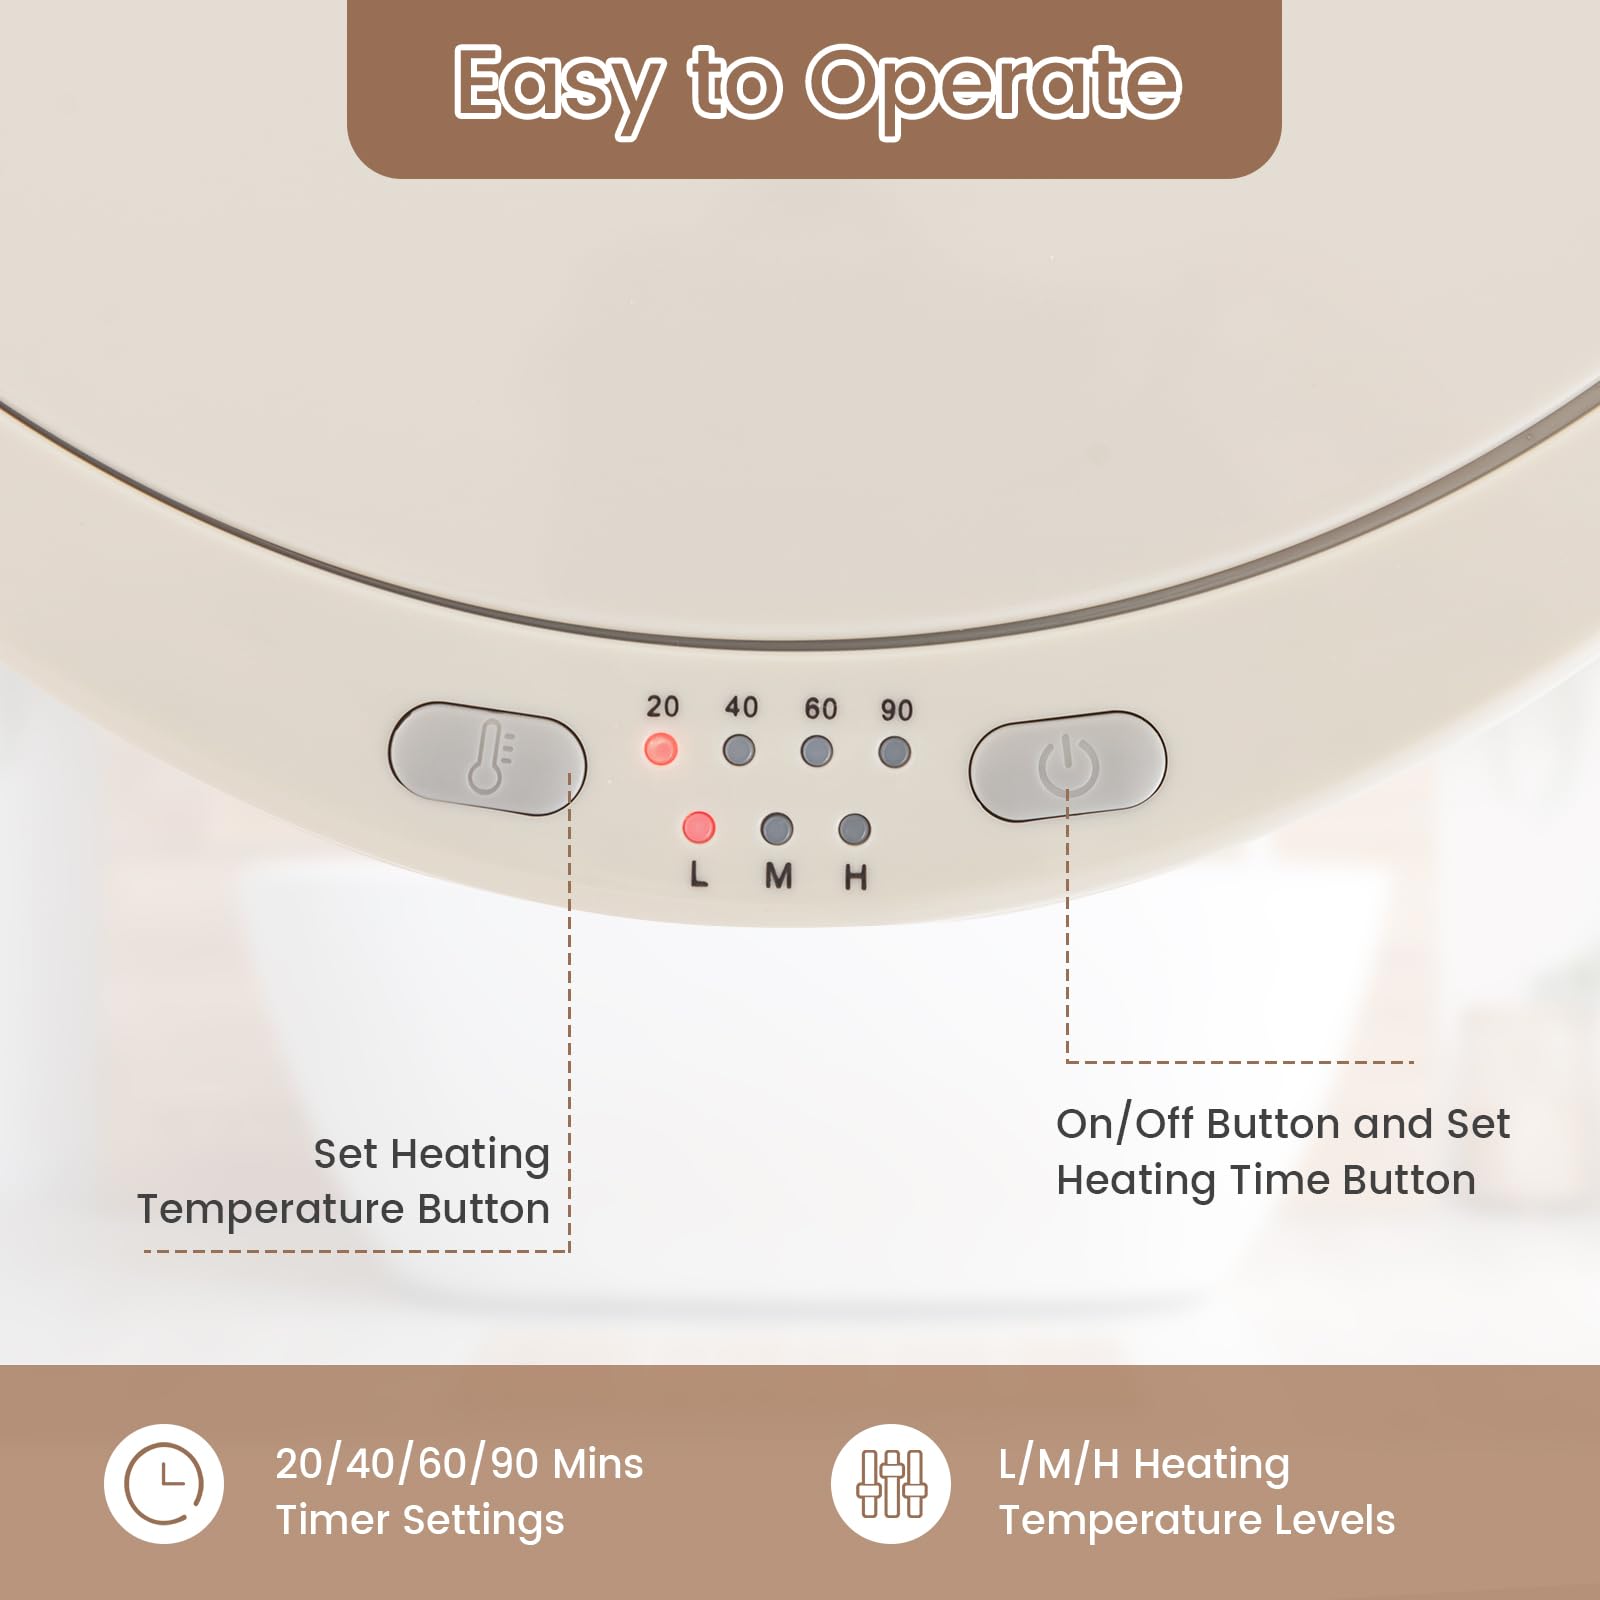 Easy to Operate
20 40 60 90
L M H
Set Heating
Temperature Button
On/Off Button and Set
Heating Time Button
20/40/60/90 Mins
Timer Settings
L/M/H Heating
Temperature Levels